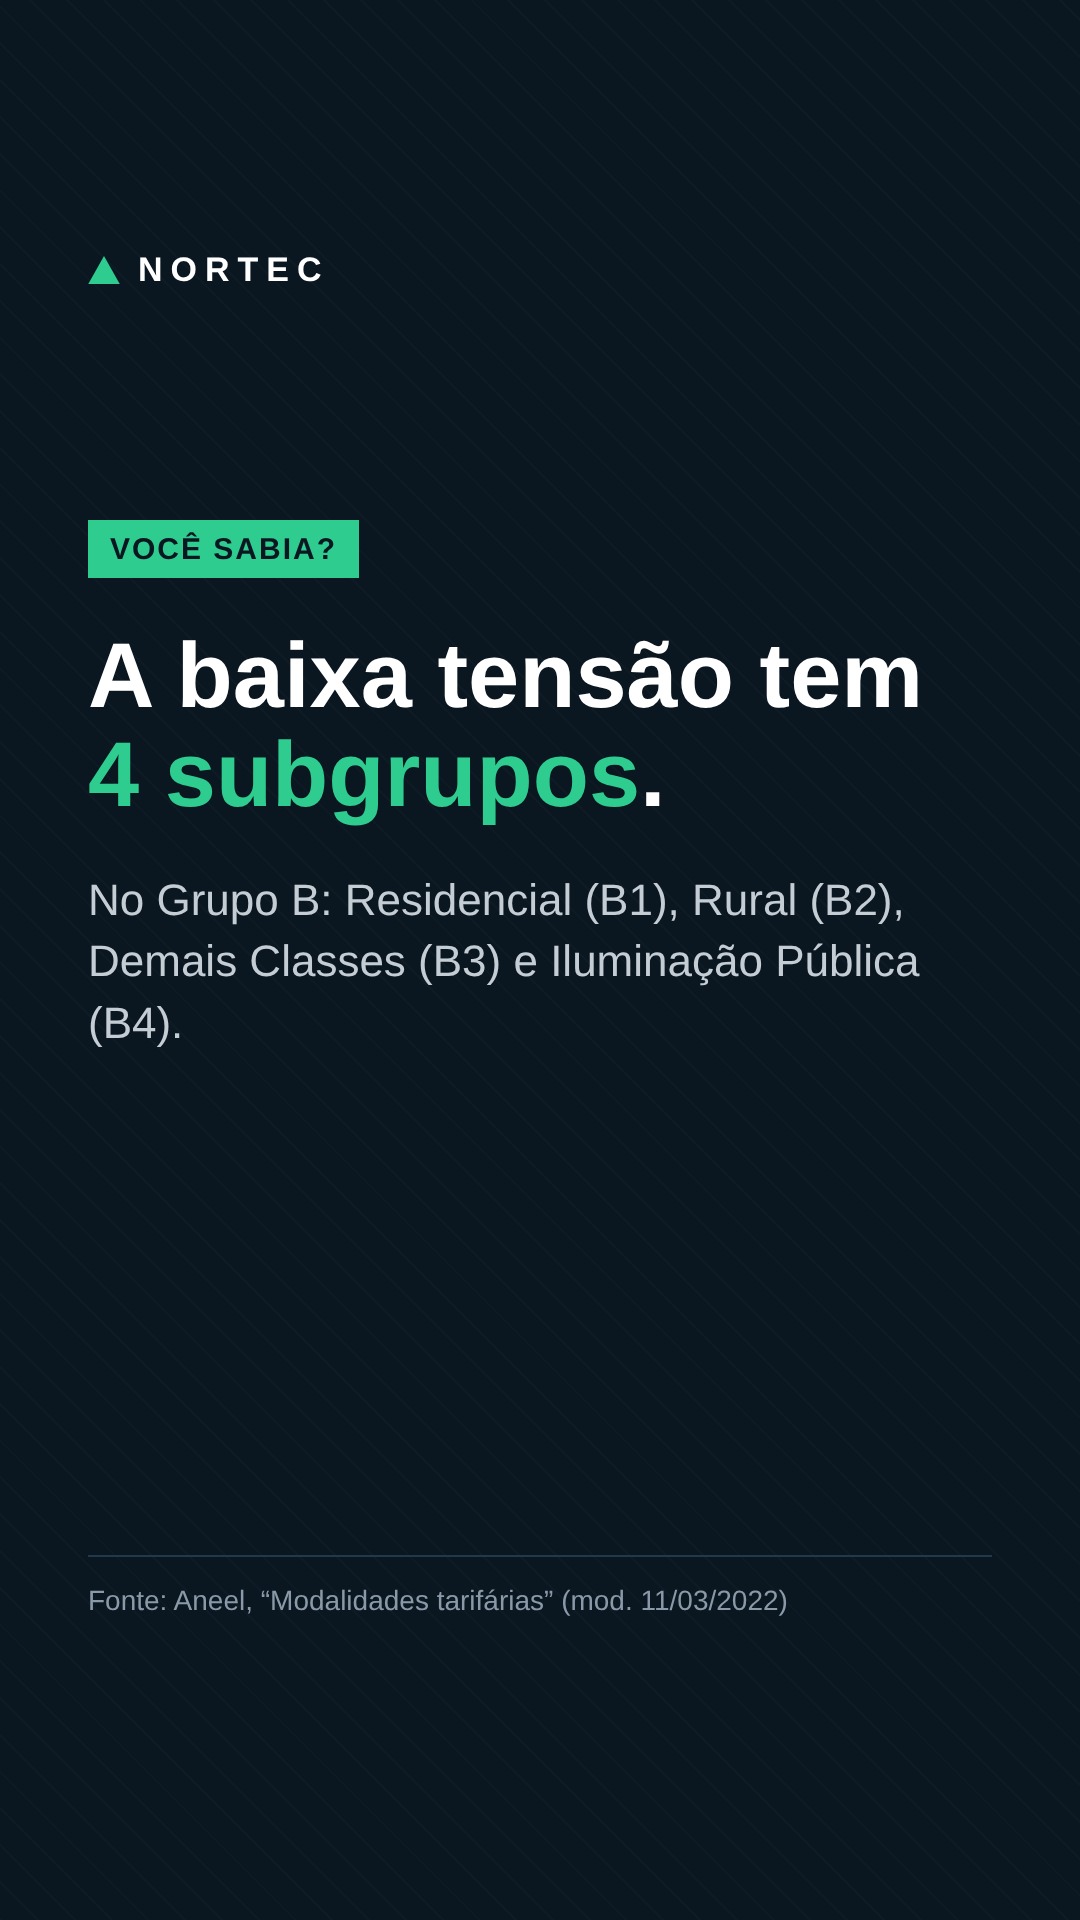 NORTEC
VOCÊ SABIA?
A baixa tensão tem
4 subgrupos.
No Grupo B: Residencial (B1), Rural (B2),
Demais Classes (B3) e Iluminação Pública
(B4).
Fonte: Aneel, “Modalidades tarifárias” (mod. 11/03/2022)